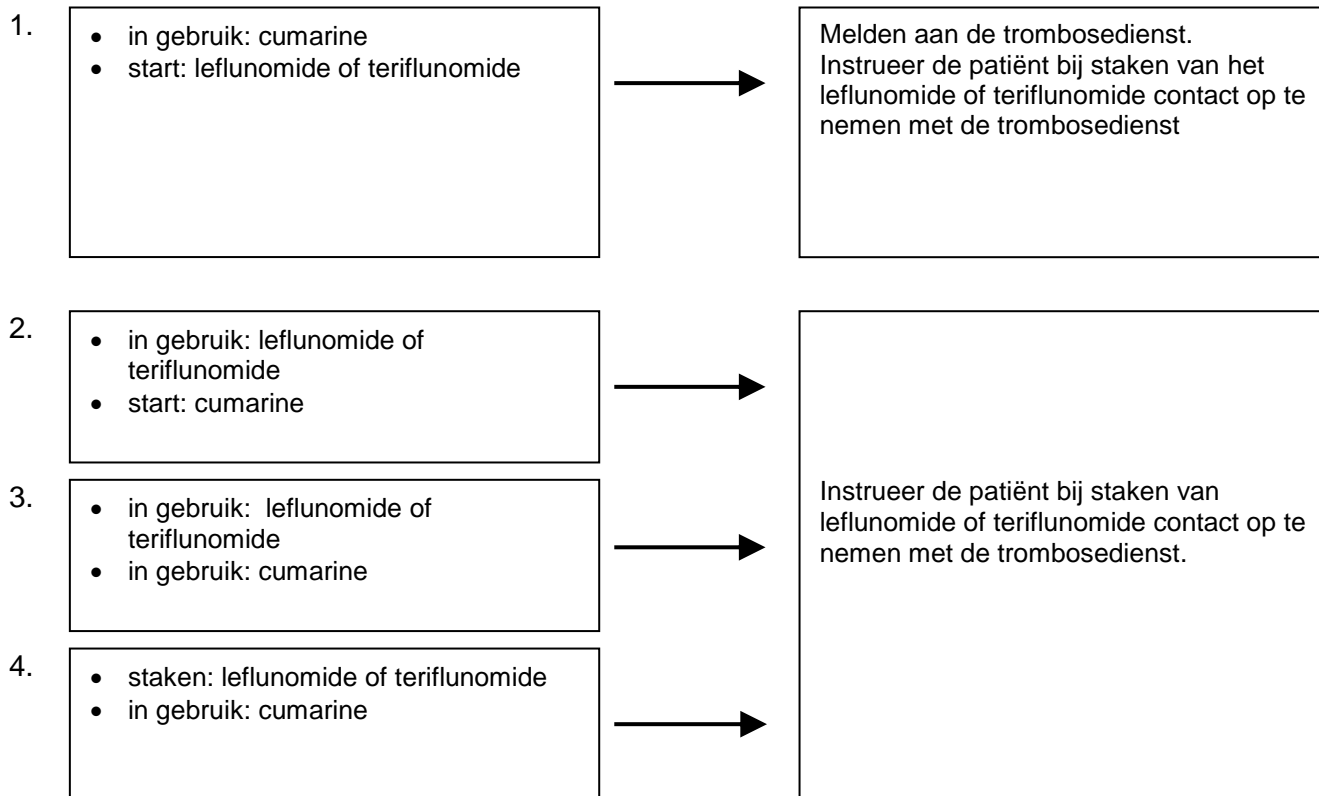 1.
• in gebruik: cumarine
• start: leflunomide of teriflunomide
Melden aan de trombosedienst.
Instrueer de patiënt bij staken van het
leflunomide of teriflunomide contact op te
nemen met de trombosedienst
2.
• in gebruik: leflunomide of
teriflunomide
• start: cumarine
3.
• in gebruik: leflunomide of
teriflunomide
• in gebruik: cumarine
Instrueer de patiënt bij staken van
leflunomide of teriflunomide contact op te
nemen met de trombosedienst.
4.
• staken: leflunomide of teriflunomide
• in gebruik: cumarine